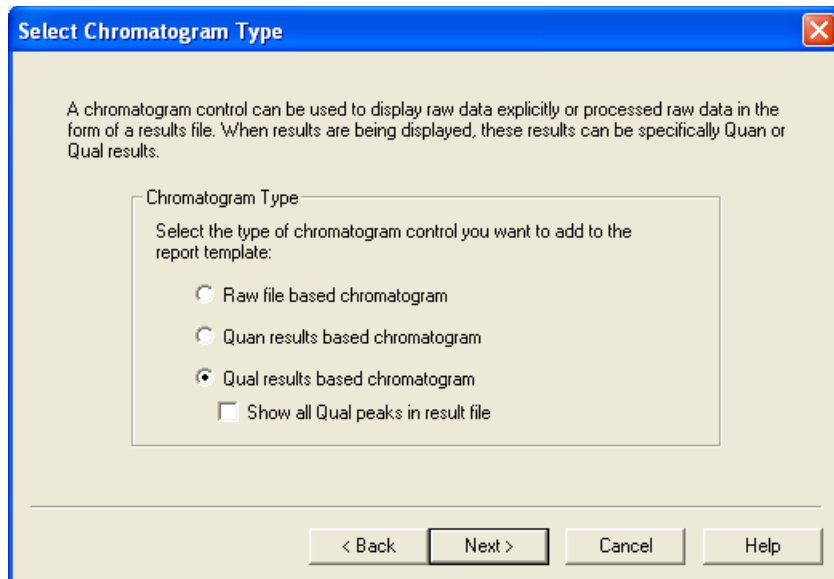 Select Chromatogram Type
A chromatogram control can be used to display raw data explicitly or processed raw data in the
form of a results file. When results are being displayed, these results can be specifically Quan or
Qual results.
Chromatogram Type
Select the type of chromatogram control you want to add to the
report template:
Raw file based chromatogram
Quan results based chromatogram
Qual results based chromatogram
Show all Qual peaks in result file
< Back Next > Cancel Help